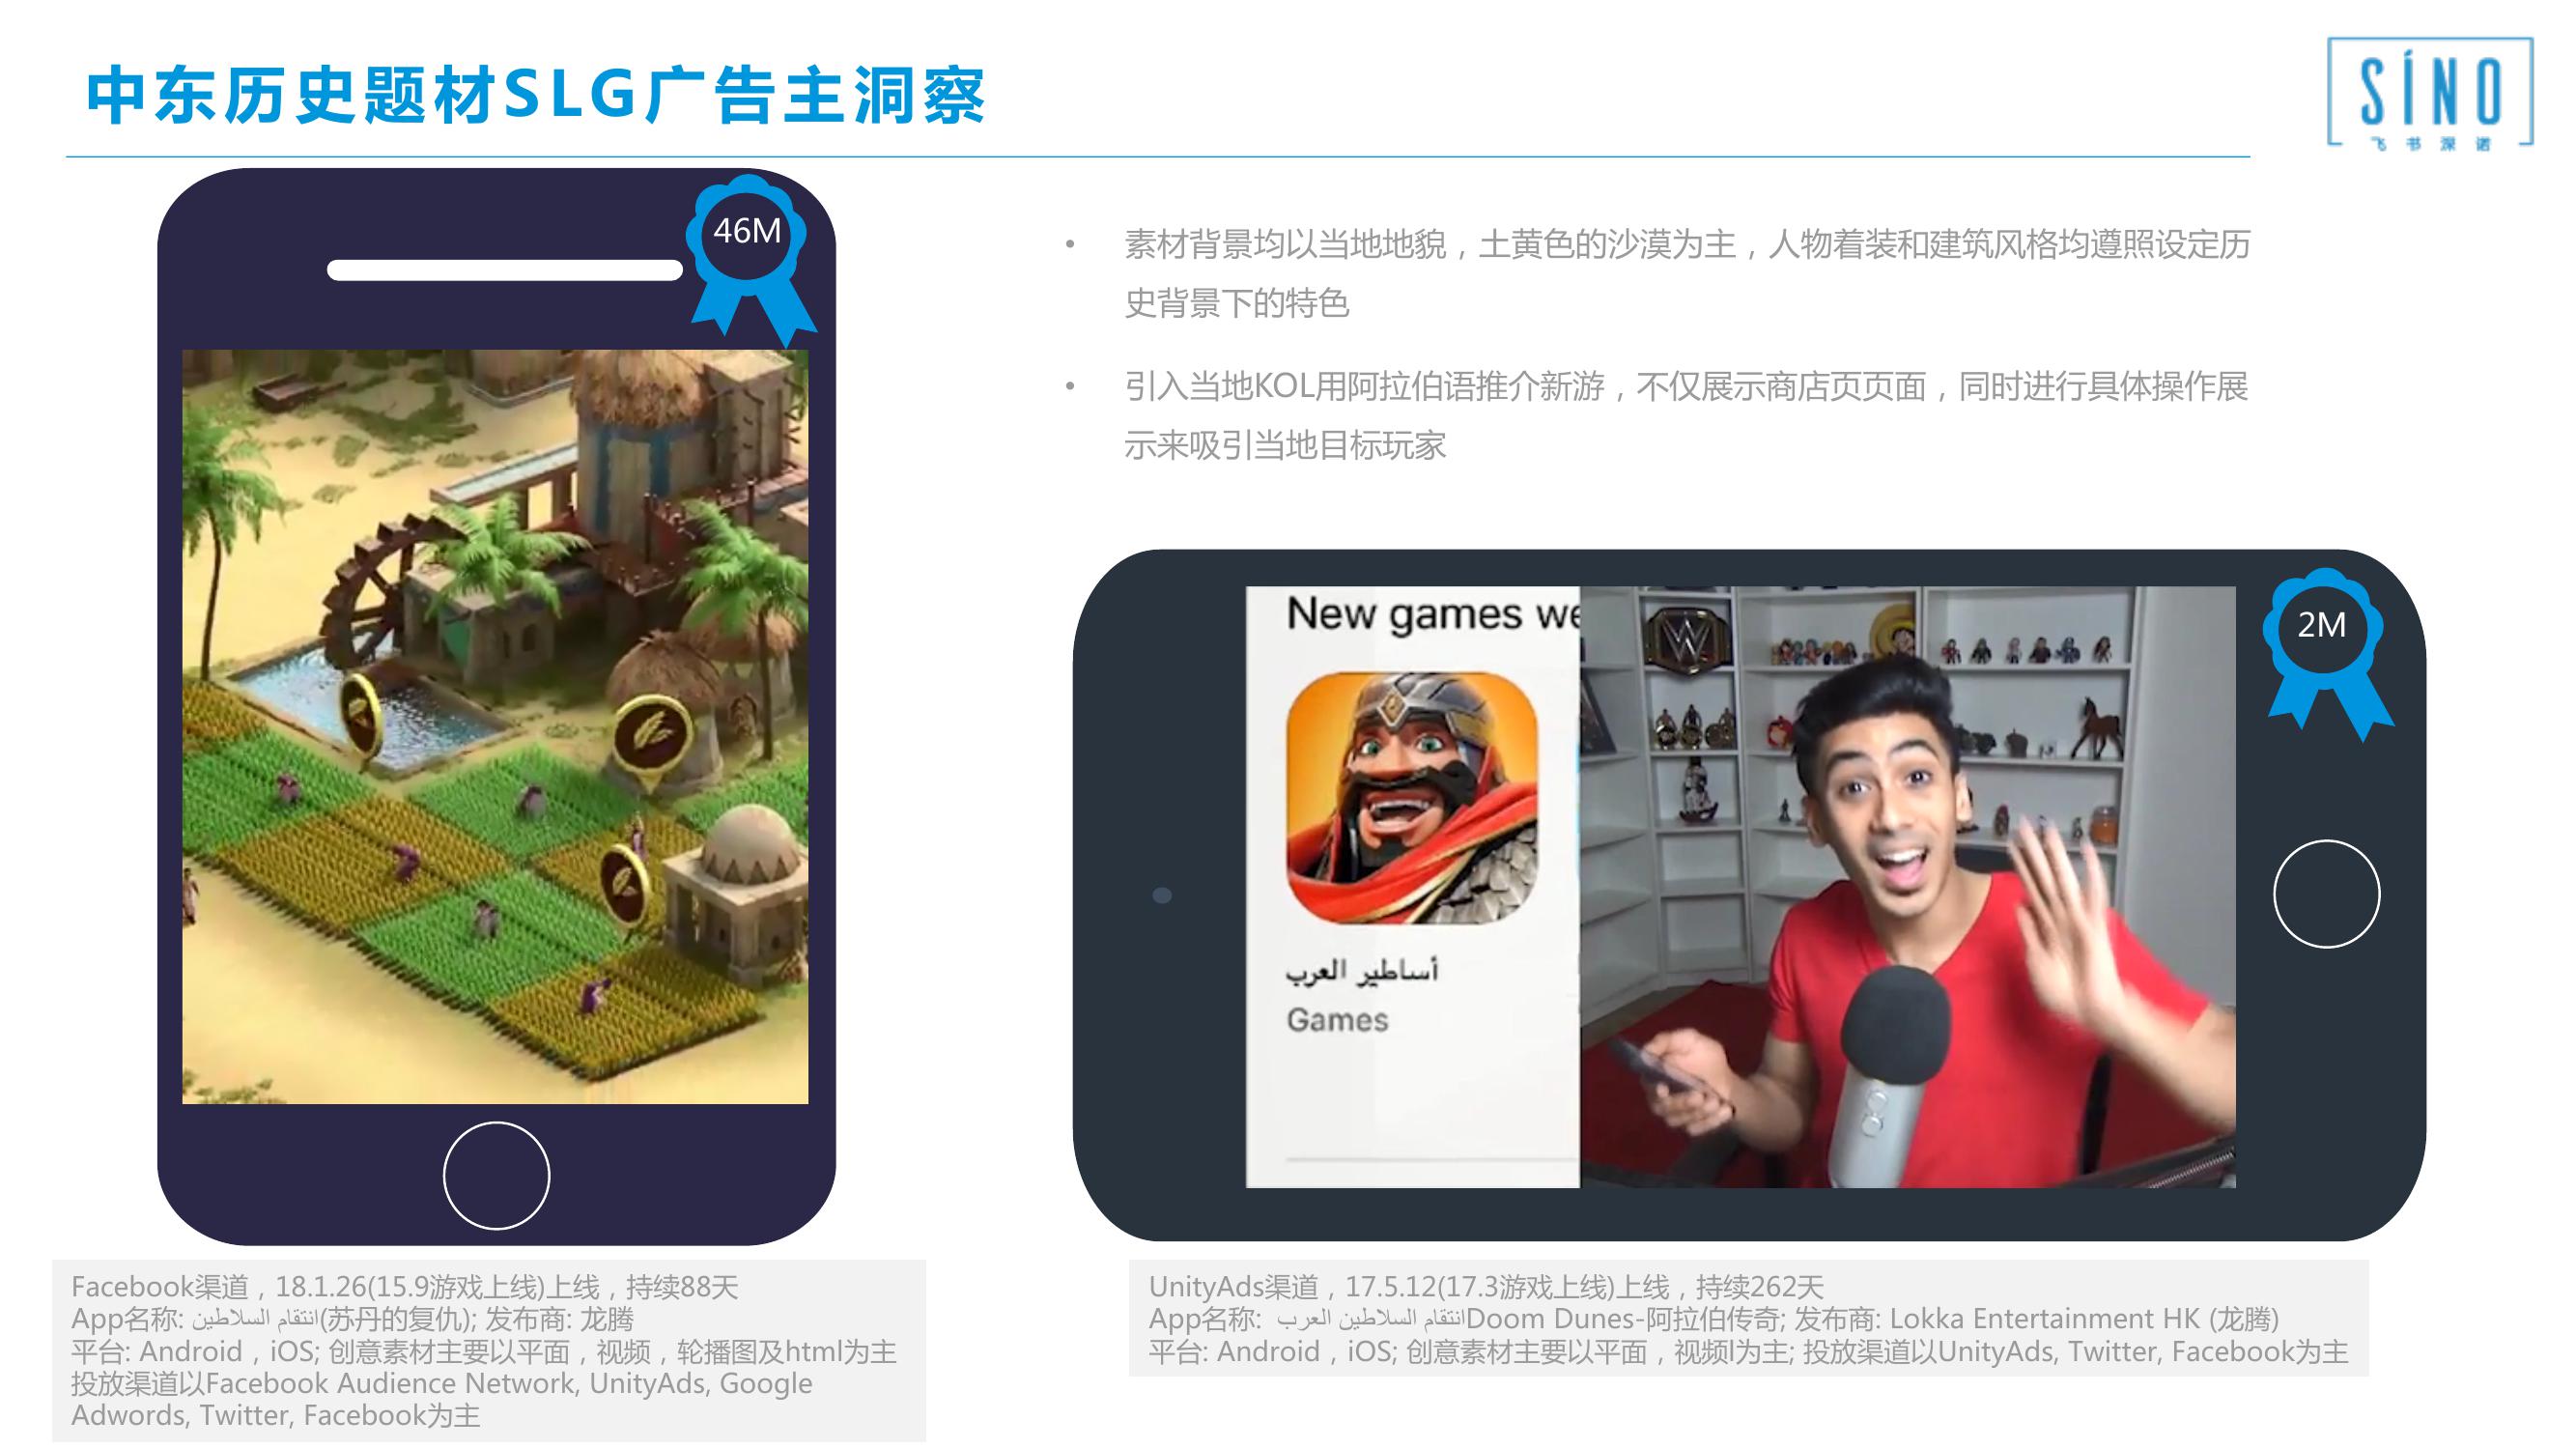 中东历史题材SLG广告主洞察
SÍNO
飞书深诺
46M
• 素材背景均以当地地貌，土黄色的沙漠为主，人物着装和建筑风格均遵照设定历
史背景下的特色
• 引入当地KOL用阿拉伯语推介新游，不仅展示商店页页面，同时进行具体操作展
示来吸引当地目标玩家
2M
New games we
أساطير العرب
Games
Facebook渠道，18.1.26(15.9游戏上线)上线，持续88天
App名称: انتقام السلاطين(苏丹的复仇); 发布商: 龙腾
平台: Android，iOS; 创意素材主要以平面，视频，轮播图及html为主
投放渠道以Facebook Audience Network, UnityAds, Google
Adwords, Twitter, Facebook为主
UnityAds渠道，17.5.12(17.3游戏上线)上线，持续262天
App名称: انتقام السلاطين العربDoom Dunes-阿拉伯传奇; 发布商: Lokka Entertainment HK (龙腾)
平台: Android，iOS; 创意素材主要以平面，视频l为主; 投放渠道以UnityAds, Twitter, Facebook为主